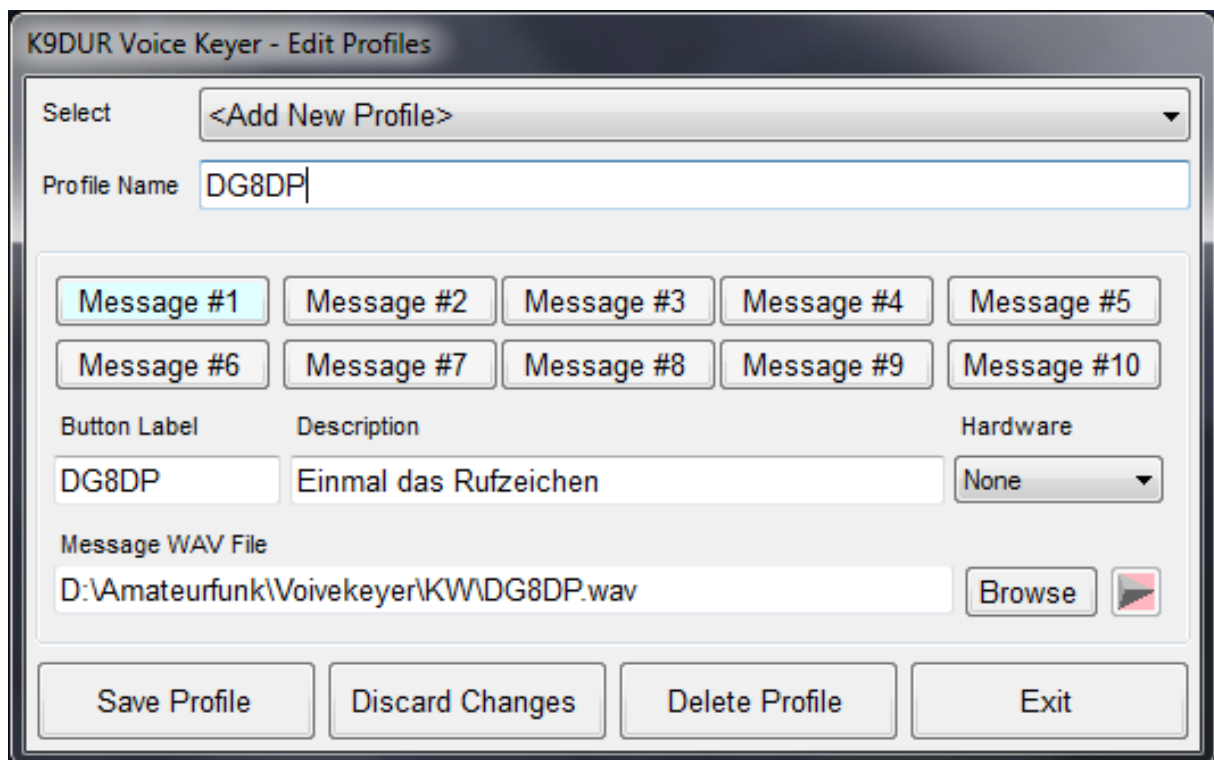 K9DUR Voice Keyer - Edit Profiles
Select <Add New Profile>
Profile Name DG8DP
Message #1 Message #2 Message #3 Message #4 Message #5
Message #6 Message #7 Message #8 Message #9 Message #10
Button Label Description Hardware
DG8DP Einmal das Rufzeichen None
Message WAV File
D:\Amateurfunk\Voivekeyer\KW\DG8DP.wav Browse
Save Profile Discard Changes Delete Profile Exit